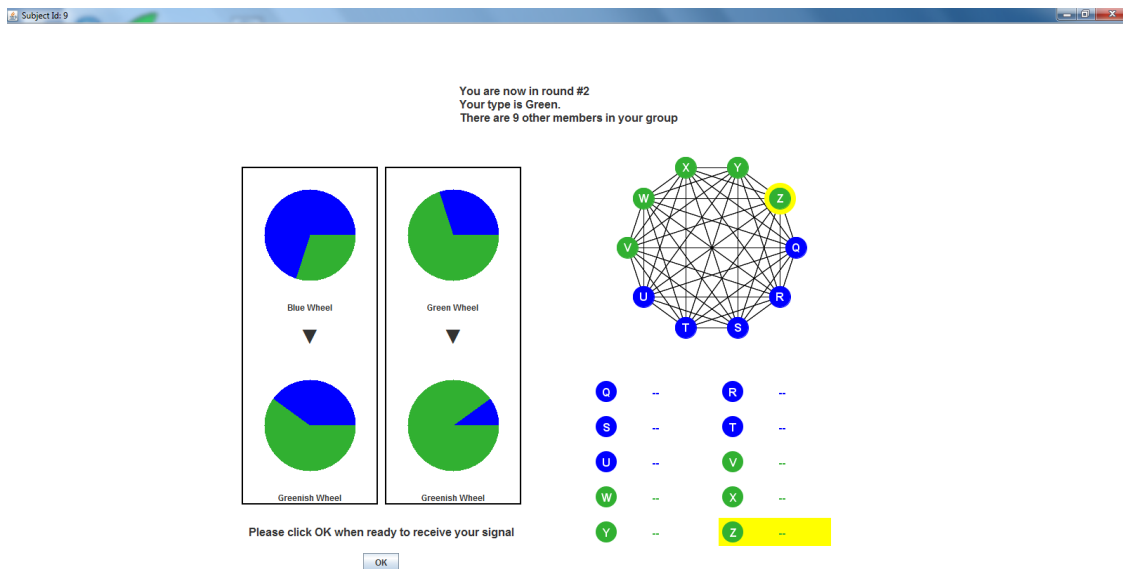 Subject Id: 9
You are now in round #2
Your type is Green.
There are 9 other members in your group
X Y
W Z
V Q
U R
T S
Blue Wheel Green Wheel
Greenish Wheel Greenish Wheel
Q -- R --
S -- T --
U -- V --
W -- X --
Y -- Z --
Please click OK when ready to receive your signal
OK